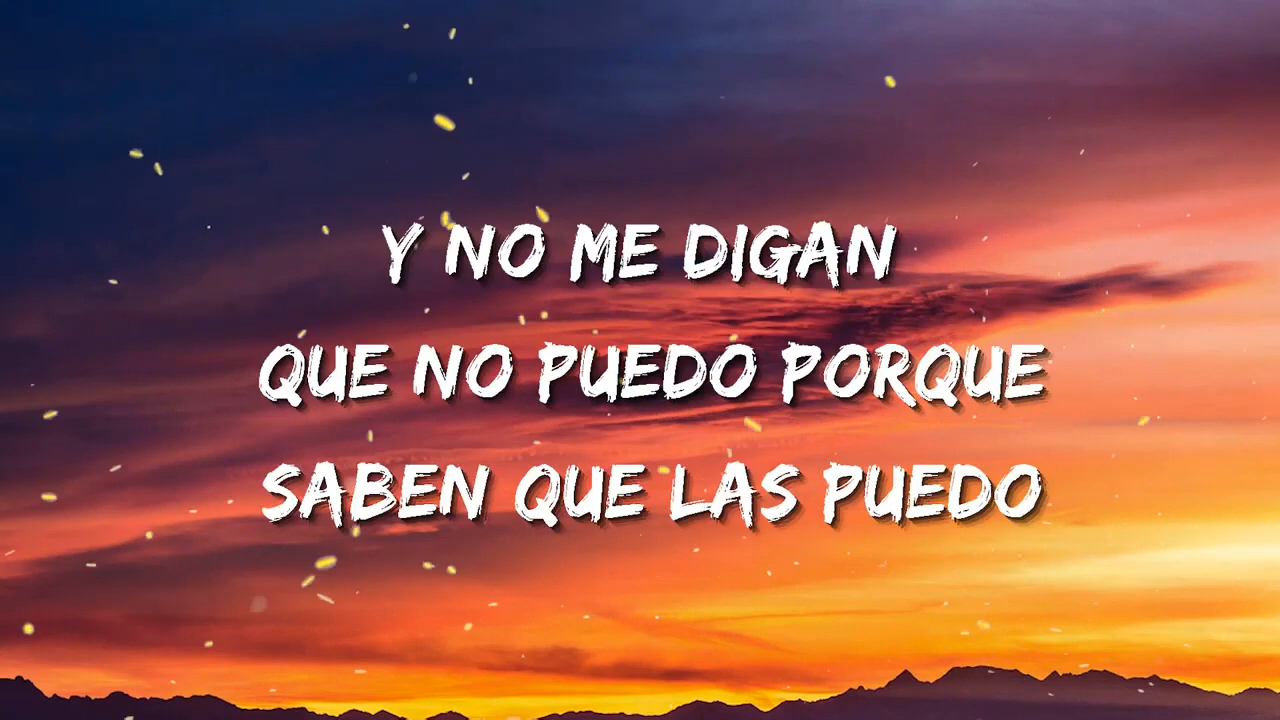 Y NO ME DIGAN
QUE NO PUEDO PORQUE
SABEN QUE LAS PUEDO